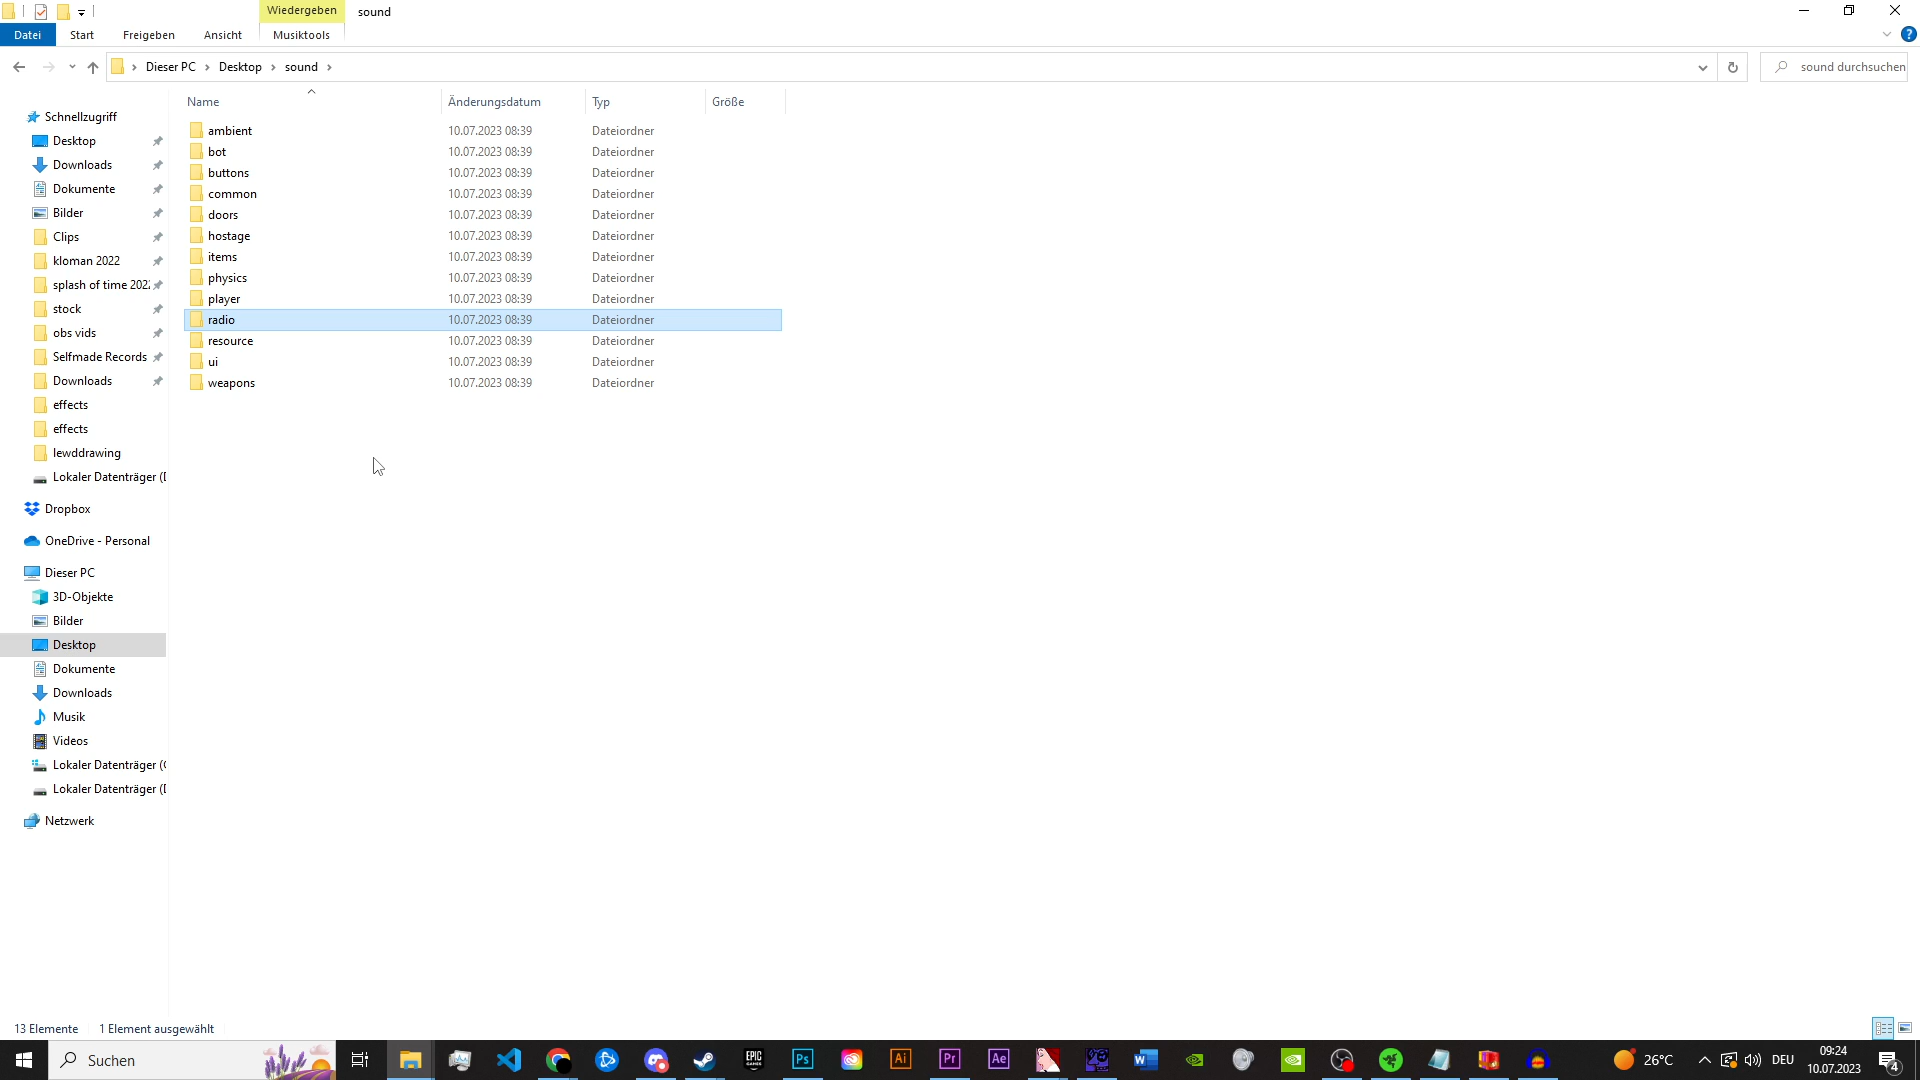 Wiedergeben
sound
Datei
Start
Freigeben
Ansicht
Musiktools
Dieser PC
Desktop
sound
sound durchsuchen
Name
Änderungsdatum
Typ
Größe
ambient 10.07.2023 08:39 Dateiordner
bot 10.07.2023 08:39 Dateiordner
buttons 10.07.2023 08:39 Dateiordner
common 10.07.2023 08:39 Dateiordner
doors 10.07.2023 08:39 Dateiordner
hostage 10.07.2023 08:39 Dateiordner
items 10.07.2023 08:39 Dateiordner
physics 10.07.2023 08:39 Dateiordner
player 10.07.2023 08:39 Dateiordner
radio 10.07.2023 08:39 Dateiordner
resource 10.07.2023 08:39 Dateiordner
ui 10.07.2023 08:39 Dateiordner
weapons 10.07.2023 08:39 Dateiordner
Schnellzugriff
Desktop
Downloads
Dokumente
Bilder
Clips
kloman 2022
splash of time 202
stock
obs vids
Selfmade Records
Downloads
effects
effects
lewddrawing
Lokaler Datenträger (
Dropbox
OneDrive - Personal
Dieser PC
3D-Objekte
Bilder
Desktop
Dokumente
Downloads
Musik
Videos
Lokaler Datenträger (
Lokaler Datenträger (
Netzwerk
13 Elemente
1 Element ausgewählt
Suchen
EPIC
GAMES
Ps
Ai
Pr
Ae
W
26°C
DEU
09:24
10.07.2023
4